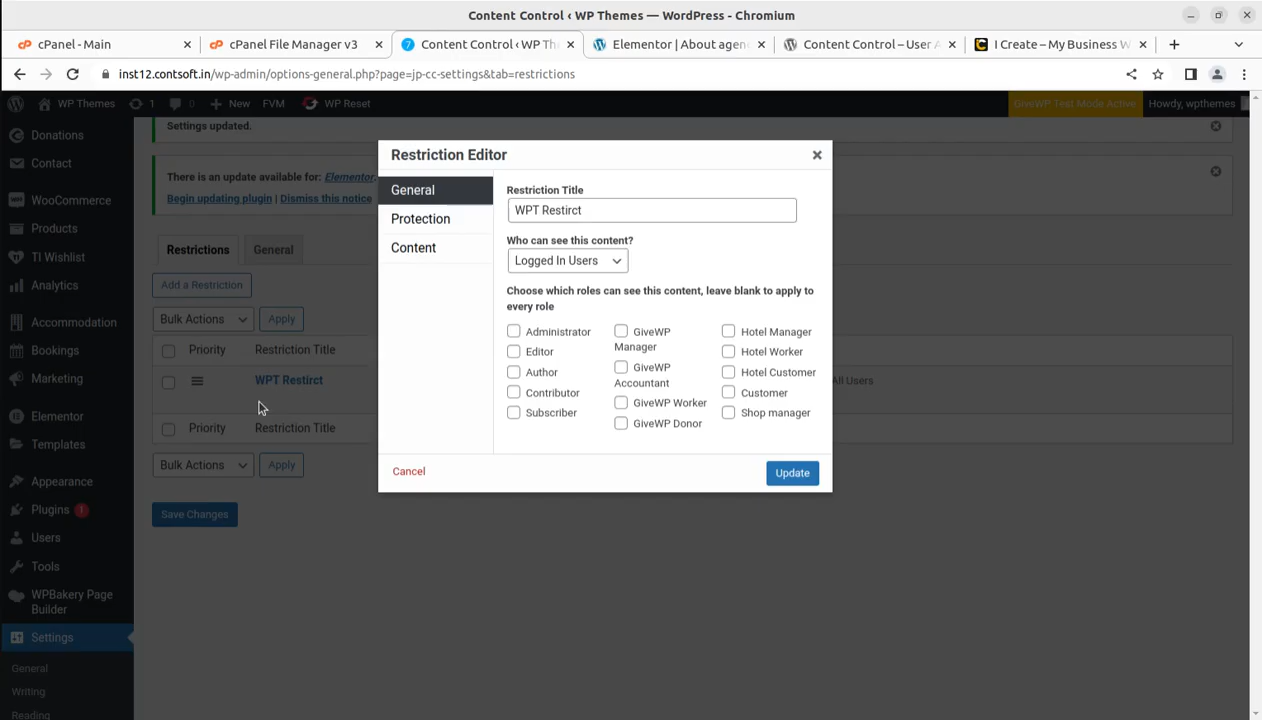 Content Control ‹ WP Themes — WordPress - Chromium
cPanel - Main
cPanel File Manager v3
Content Control ‹ WP Th
Elementor | About agen
Content Control – User A
I Create – My Business W
inst12.contsoft.in/wp-admin/options-general.php?page=jp-cc-settings&tab=restrictions
WP Themes 1 0 New FVM WP Reset GiveWP Test Mode Active Howdy, wpthemes
Donations
Contact
WooCommerce
Products
TI Wishlist
Analytics
Accommodation
Bookings
Marketing
Elementor
Templates
Appearance
Plugins 1
Users
Tools
WPBakery Page
Builder
Settings
General
Writing
Reading
Settings updated.
There is an update available for: Elementor.
Begin updating plugin | Dismiss this notice
Restrictions General
Add a Restriction
Bulk Actions Apply
Priority Restriction Title
WPT Restirct
All Users
Priority Restriction Title
Bulk Actions Apply
Save Changes
Restriction Editor
General
Protection
Content
Restriction Title
WPT Restirct
Who can see this content?
Logged In Users
Choose which roles can see this content, leave blank to apply to
every role
Administrator
Editor
Author
Contributor
Subscriber
GiveWP
Manager
GiveWP
Accountant
GiveWP Worker
GiveWP Donor
Hotel Manager
Hotel Worker
Hotel Customer
Customer
Shop manager
Cancel
Update